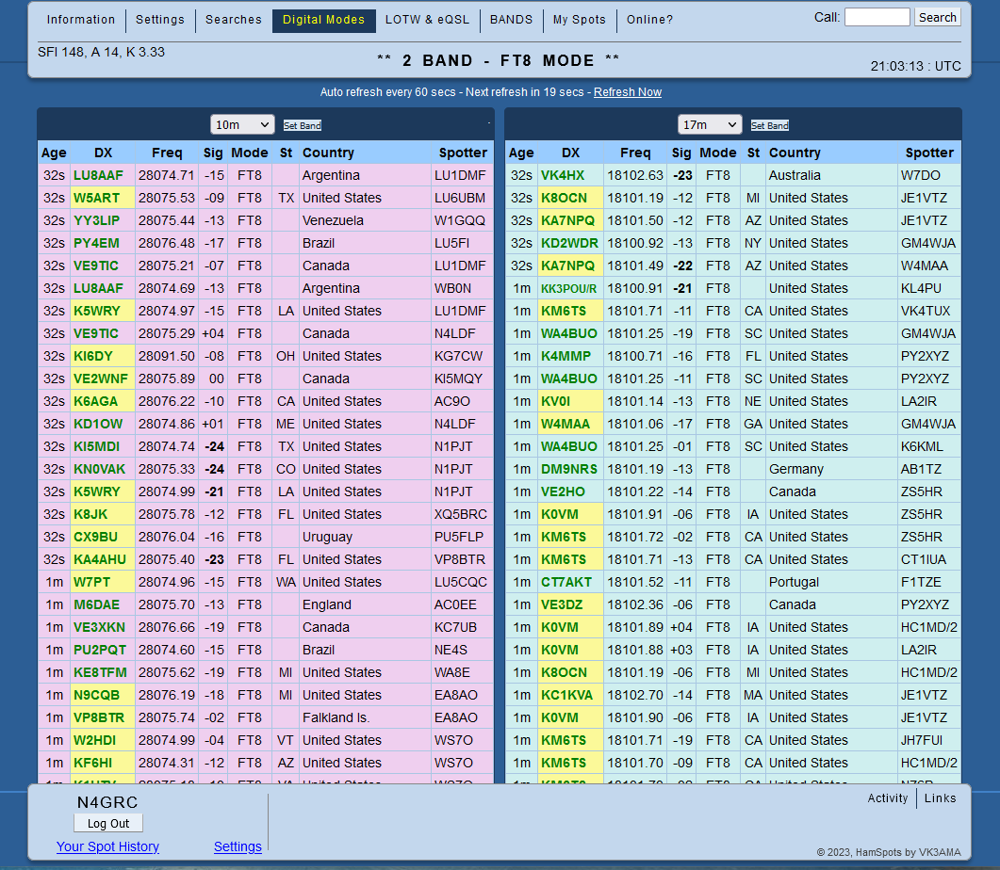 Information Settings Searches Digital Modes LOTW & eQSL BANDS My Spots Online? Call: Search
SFI 148, A 14, K 3.33
** 2 BAND - FT8 MODE **
21:03:13 : UTC
Auto refresh every 60 secs - Next refresh in 19 secs - Refresh Now
10m Set Band
Age DX Freq Sig Mode St Country Spotter
32s LU8AAF 28074.71 -15 FT8 Argentina LU1DMF
32s W5ART 28075.53 -09 FT8 TX United States LU6UBM
32s YY3LIP 28075.44 -13 FT8 Venezuela W1GQQ
32s PY4EM 28076.48 -17 FT8 Brazil LU5FI
32s VE9TIC 28075.21 -07 FT8 Canada LU1DMF
32s LU8AAF 28074.69 -13 FT8 Argentina WB0N
32s K5WRY 28074.97 -15 FT8 LA United States LU1DMF
32s VE9TIC 28075.29 +04 FT8 Canada N4LDF
32s KI6DY 28091.50 -08 FT8 OH United States KG7CW
32s VE2WNF 28075.89 00 FT8 Canada KI5MQY
32s K6AGA 28076.22 -10 FT8 CA United States AC9O
32s KD1OW 28074.86 +01 FT8 ME United States N4LDF
32s KI5MDI 28074.74 -24 FT8 TX United States N1PJT
32s KN0VAK 28075.33 -24 FT8 CO United States N1PJT
32s K5WRY 28074.99 -21 FT8 LA United States N1PJT
32s K8JK 28075.78 -12 FT8 FL United States XQ5BRC
32s CX9BU 28076.04 -16 FT8 Uruguay PU5FLP
32s KA4AHU 28075.40 -23 FT8 FL United States VP8BTR
1m W7PT 28074.96 -15 FT8 WA United States LU5CQC
1m M6DAE 28075.70 -13 FT8 England AC0EE
1m VE3XKN 28076.66 -19 FT8 Canada KC7UB
1m PU2PQT 28074.60 -15 FT8 Brazil NE4S
1m KE8TFM 28075.62 -19 FT8 MI United States WA8E
1m N9CQB 28076.19 -18 FT8 MI United States EA8AO
1m VP8BTR 28075.74 -02 FT8 Falkland Is. EA8AO
1m W2HDI 28074.99 -04 FT8 VT United States WS7O
1m KF6HI 28074.31 -12 FT8 AZ United States WS7O
17m Set Band
Age DX Freq Sig Mode St Country Spotter
32s VK4HX 18102.63 -23 FT8 Australia W7DO
32s K8OCN 18101.19 -12 FT8 MI United States JE1VTZ
32s KA7NPQ 18101.50 -12 FT8 AZ United States JE1VTZ
32s KD2WDR 18100.92 -13 FT8 NY United States GM4WJA
32s KA7NPQ 18101.49 -22 FT8 AZ United States W4MAA
1m KK3POU/R 18100.91 -21 FT8 United States KL4PU
1m KM6TS 18101.71 -11 FT8 CA United States VK4TUX
1m WA4BUO 18101.25 -19 FT8 SC United States GM4WJA
1m K4MMP 18100.71 -16 FT8 FL United States PY2XYZ
1m WA4BUO 18101.25 -11 FT8 SC United States PY2XYZ
1m KV0I 18101.14 -13 FT8 NE United States LA2IR
1m W4MAA 18101.06 -17 FT8 GA United States GM4WJA
1m WA4BUO 18101.25 -01 FT8 SC United States K6KML
1m DM9NRS 18101.19 -13 FT8 Germany AB1TZ
1m VE2HO 18101.22 -14 FT8 Canada ZS5HR
1m K0VM 18101.91 -06 FT8 IA United States ZS5HR
1m KM6TS 18101.72 -02 FT8 CA United States ZS5HR
1m KM6TS 18101.71 -13 FT8 CA United States CT1IUA
1m CT7AKT 18101.52 -11 FT8 Portugal F1TZE
1m VE3DZ 18102.36 -06 FT8 Canada PY2XYZ
1m K0VM 18101.89 +04 FT8 IA United States HC1MD/2
1m K0VM 18101.88 +03 FT8 IA United States LA2IR
1m K8OCN 18101.19 -06 FT8 MI United States HC1MD/2
1m KC1KVA 18102.70 -14 FT8 MA United States JE1VTZ
1m K0VM 18101.90 -06 FT8 IA United States JE1VTZ
1m KM6TS 18101.71 -19 FT8 CA United States JH7FUI
1m KM6TS 18101.70 -09 FT8 CA United States HC1MD/2
N4GRC
Log Out
Your Spot History Settings
Activity Links
© 2023, HamSpots by VK3AMA